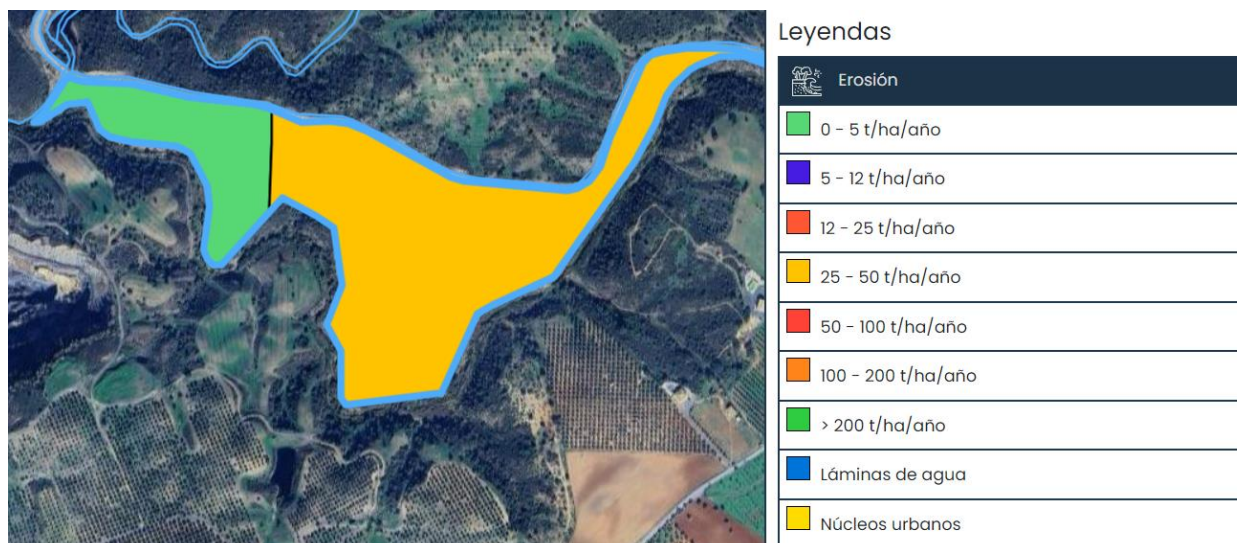 Leyendas
Erosión
0 - 5 t/ha/año
5 - 12 t/ha/año
12 - 25 t/ha/año
25 - 50 t/ha/año
50 - 100 t/ha/año
100 - 200 t/ha/año
> 200 t/ha/año
Láminas de agua
Núcleos urbanos